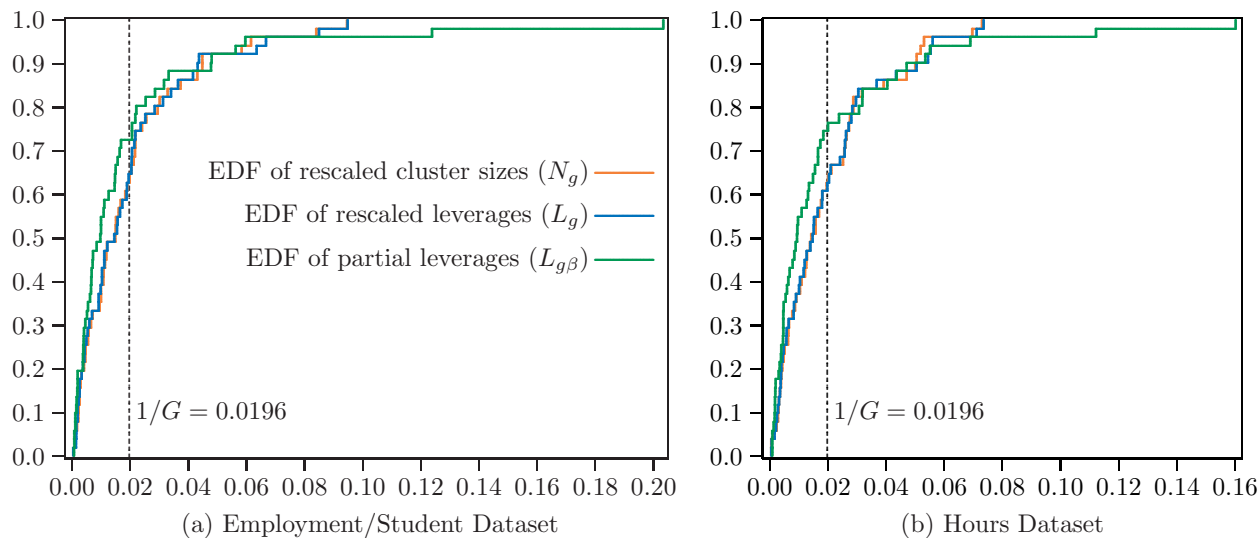 1.0
0.9
0.8
0.7
0.6
0.5
0.4
0.3
0.2
0.1
0.0
EDF of rescaled cluster sizes (N_g)
EDF of rescaled leverages (L_g)
EDF of partial leverages (L_{gβ})
1/G = 0.0196
0.00 0.02 0.04 0.06 0.08 0.10 0.12 0.14 0.16 0.18 0.20
(a) Employment/Student Dataset
1.0
0.9
0.8
0.7
0.6
0.5
0.4
0.3
0.2
0.1
0.0
1/G = 0.0196
0.00 0.02 0.04 0.06 0.08 0.10 0.12 0.14 0.16
(b) Hours Dataset